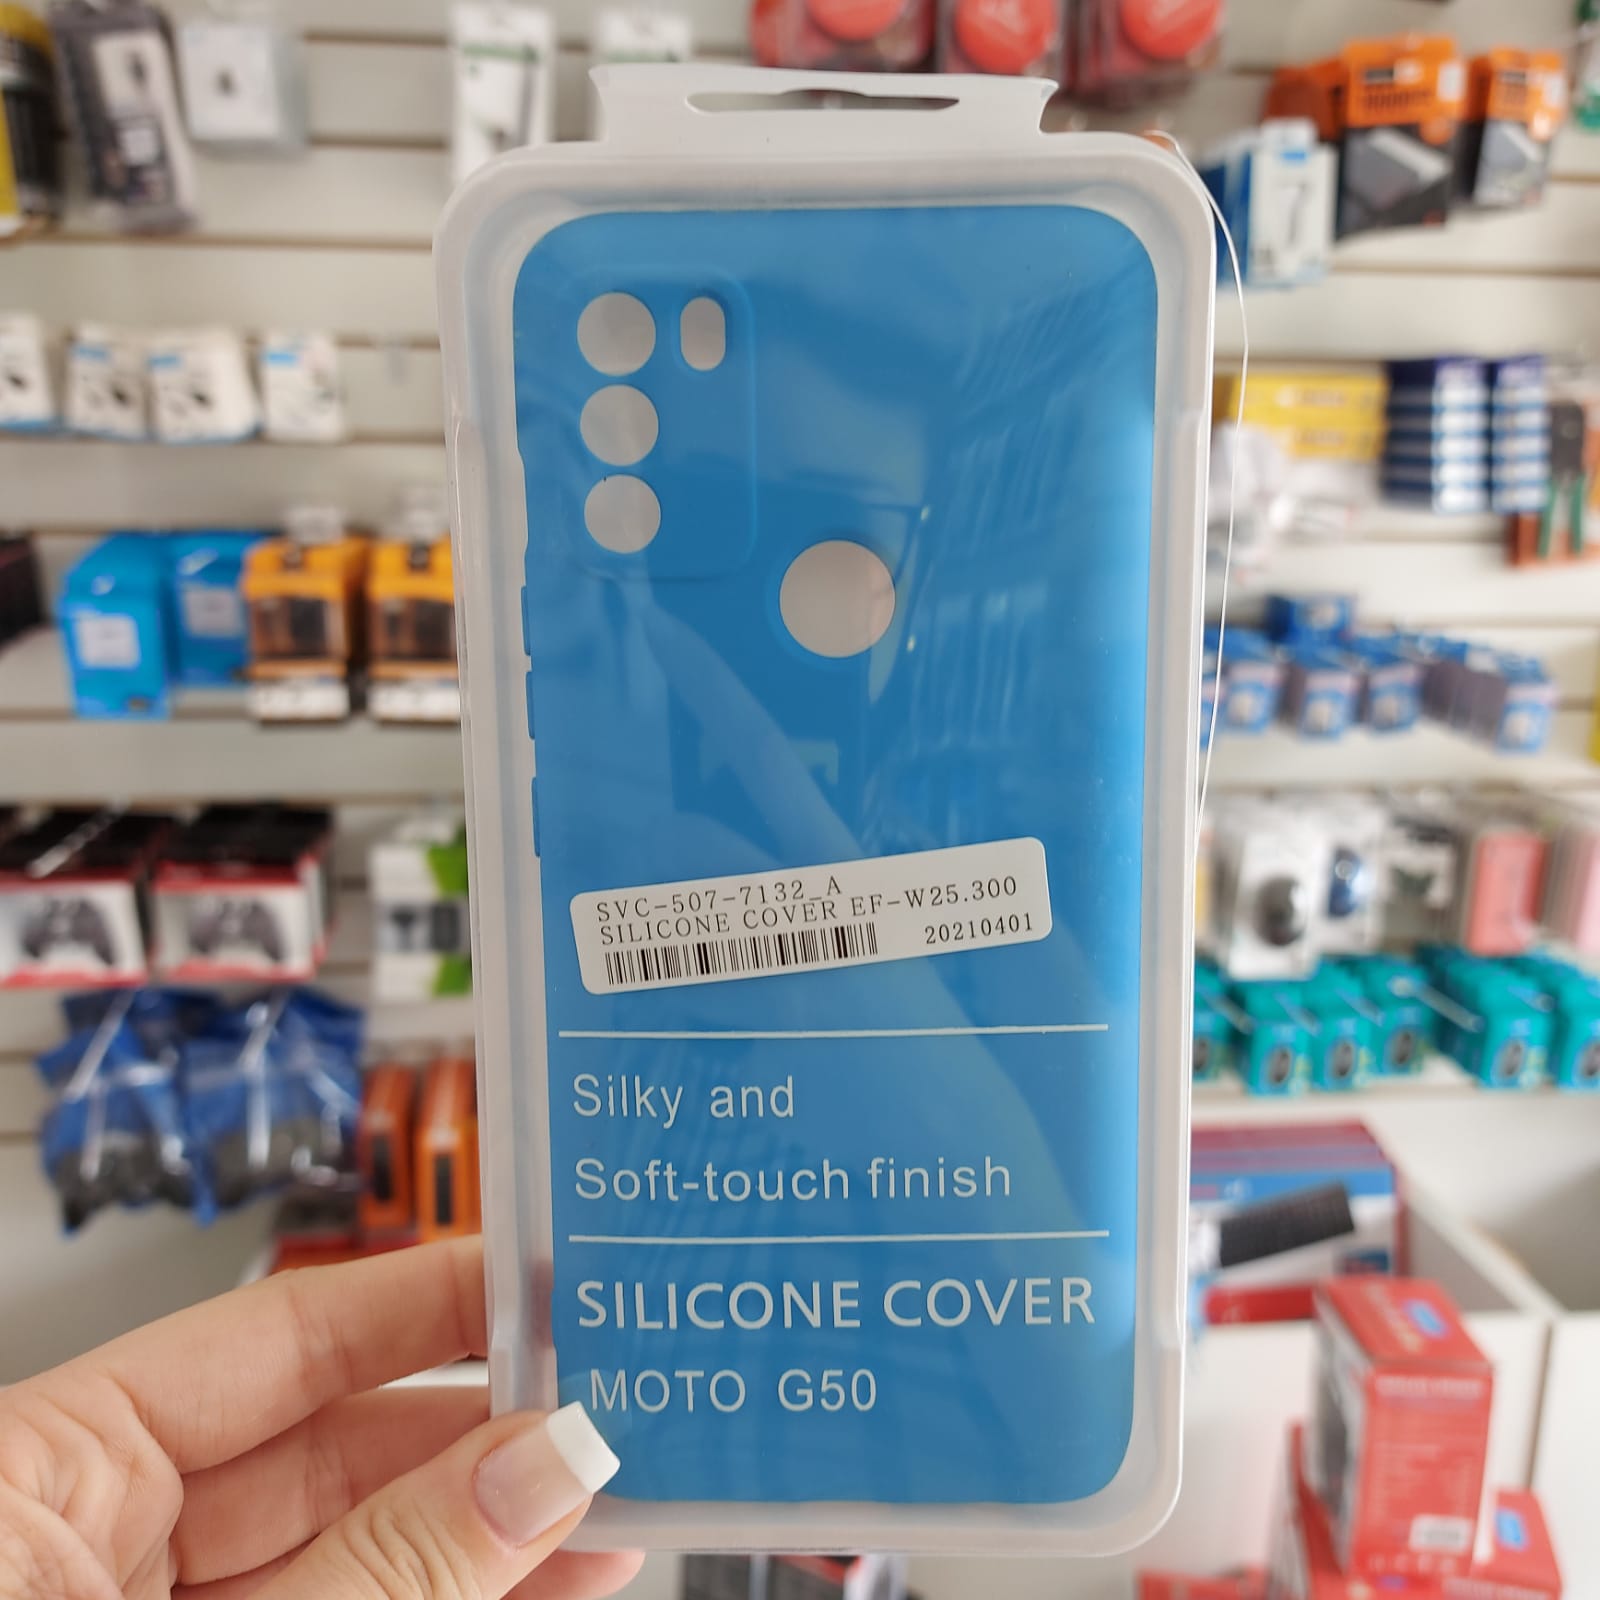 SVC-507-7132_A
SILICONE COVER EF-W25.300
20210401
Silky and
Soft-touch finish
SILICONE COVER
MOTO G50